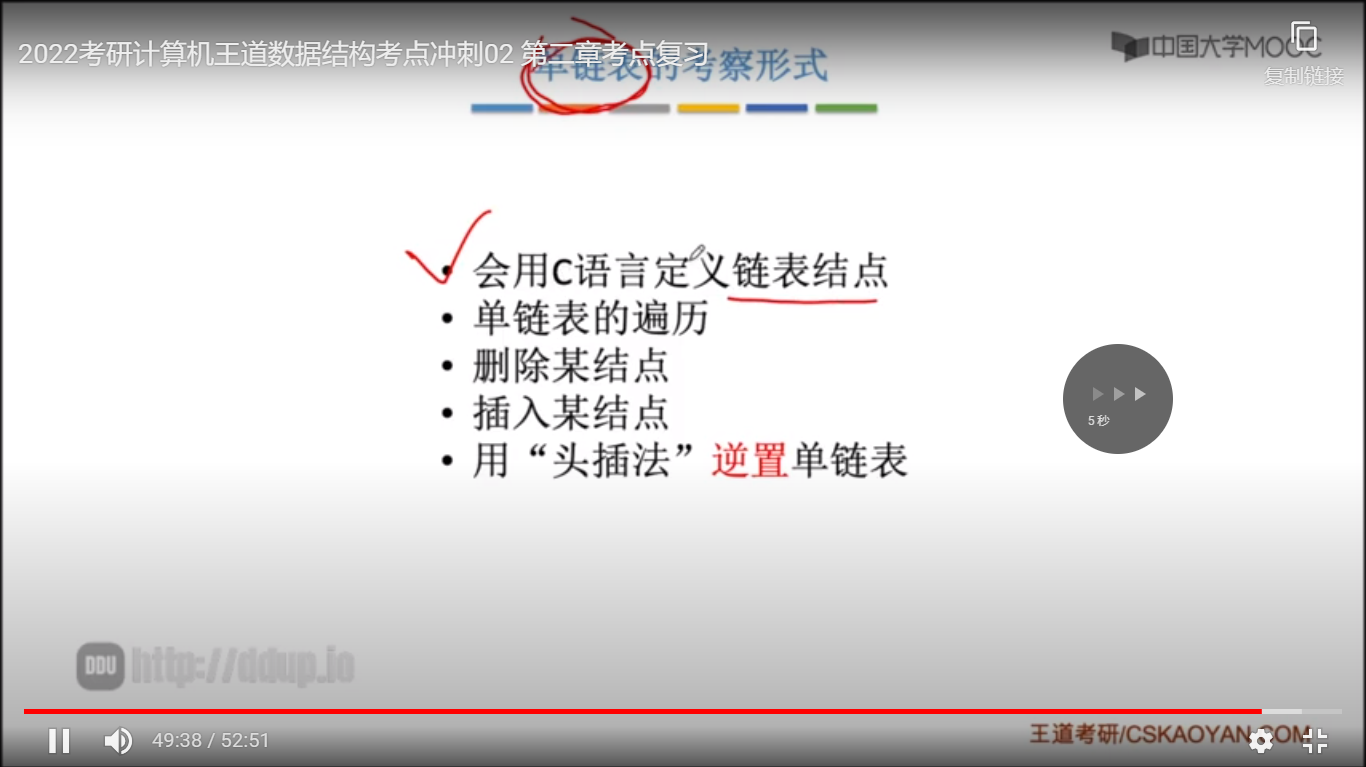 2022考研计算机王道数据结构考点冲刺02 第二章考点复习
中国大学MOOC
复制链接
单链表的考察形式
• 会用C语言定义链表结点
• 单链表的遍历
• 删除某结点
• 插入某结点
• 用“头插法”逆置单链表
5秒
DDU http://ddup.io
49:38 / 52:51
王道考研/CSKAOYAN.COM